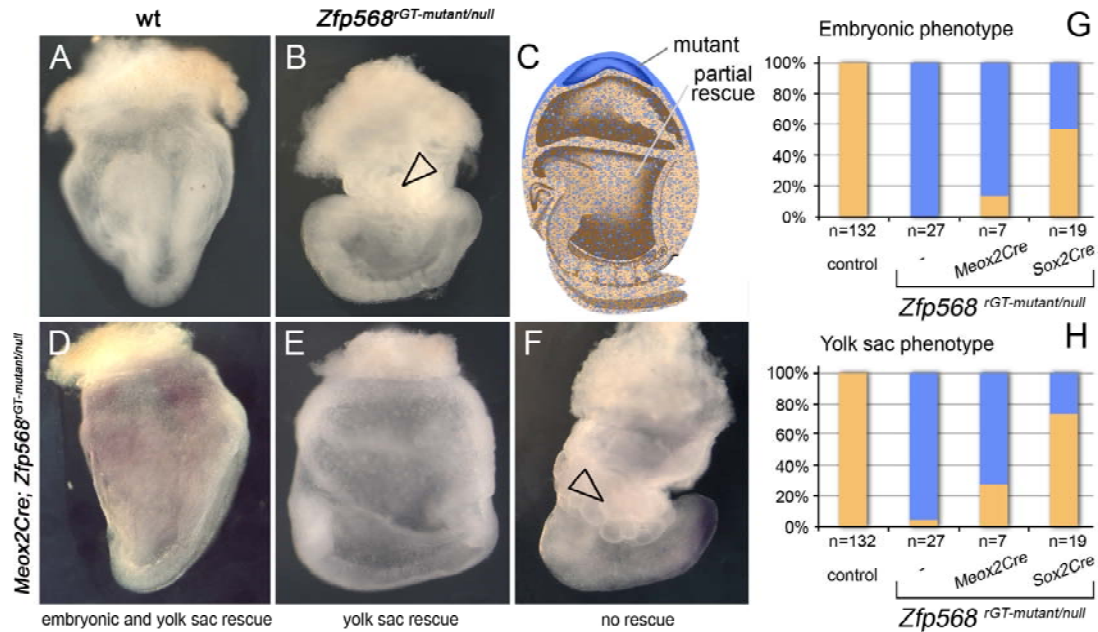 wt
Zfp568 rGT-mutant/null
A
B
C
mutant
partial
rescue
Meox2Cre; Zfp568rGT-mutant/null
D
E
F
embryonic and yolk sac rescue
yolk sac rescue
no rescue
Embryonic phenotype
G
100%
80%
60%
40%
20%
0%
n=132
n=27
n=7
n=19
control
-
Meox2Cre
Sox2Cre
Zfp568 rGT-mutant/null
Yolk sac phenotype
H
100%
80%
60%
40%
20%
0%
n=132
n=27
n=7
n=19
control
-
Meox2Cre
Sox2Cre
Zfp568 rGT-mutant/null